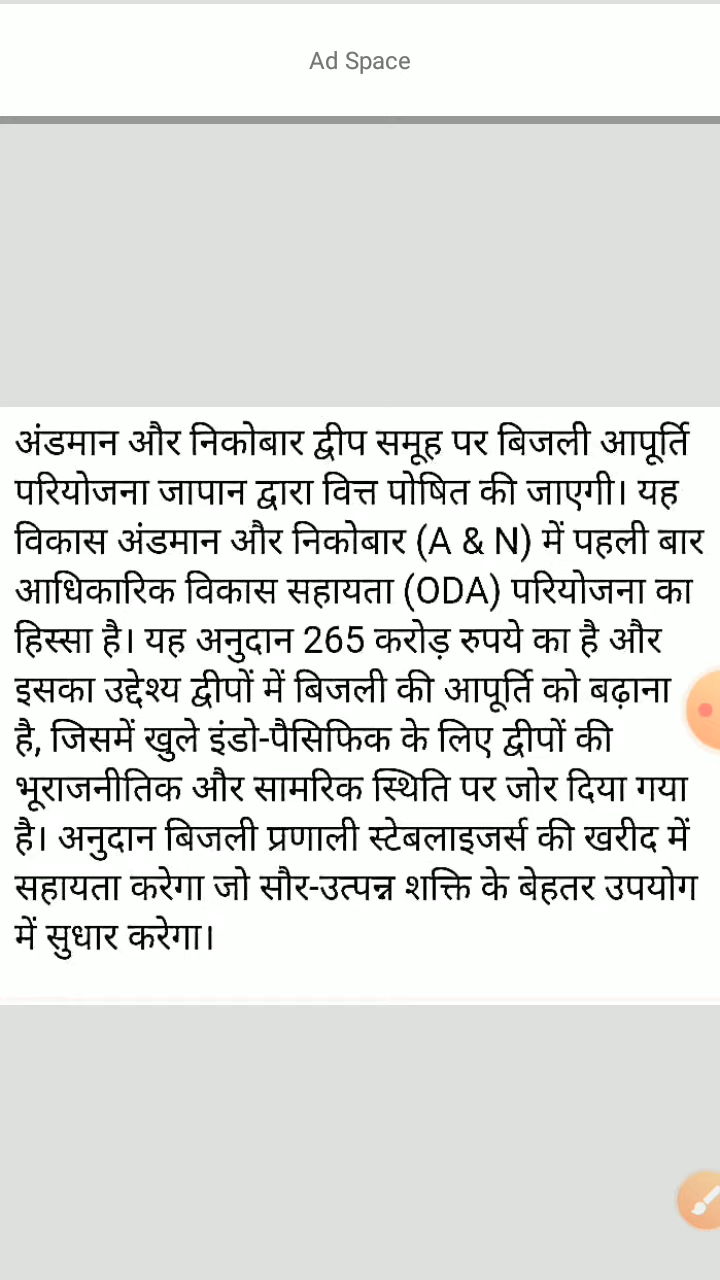 Ad Space
अंडमान और निकोबार द्वीप समूह पर बिजली आपूर्ति
परियोजना जापान द्वारा वित्त पोषित की जाएगी। यह
विकास अंडमान और निकोबार (A & N) में पहली बार
आधिकारिक विकास सहायता (ODA) परियोजना का
हिस्सा है। यह अनुदान 265 करोड़ रुपये का है और
इसका उद्देश्य द्वीपों में बिजली की आपूर्ति को बढ़ाना
है, जिसमें खुले इंडो-पैसिफिक के लिए द्वीपों की
भूराजनीतिक और सामरिक स्थिति पर जोर दिया गया
है। अनुदान बिजली प्रणाली स्टेबलाइजर्स की खरीद में
सहायता करेगा जो सौर-उत्पन्न शक्ति के बेहतर उपयोग
में सुधार करेगा।